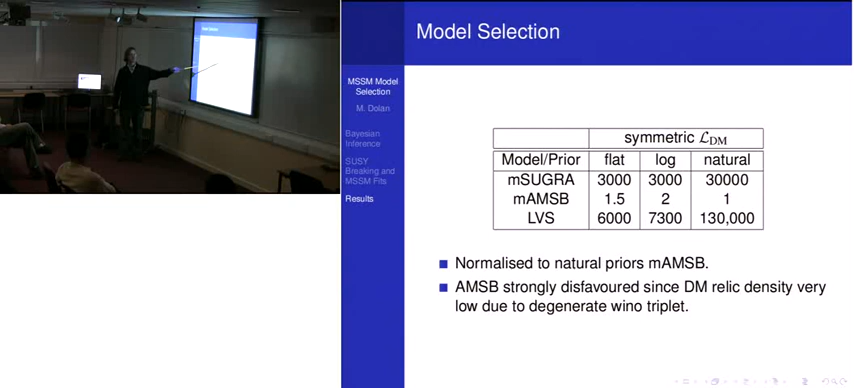 Model Selection
MSSM Model
Selection
M. Dolan
Bayesian
Inference
SUSY
Breaking and
MSSM Fits
Results
symmetric ℒDM
Model/Prior flat log natural
mSUGRA 3000 3000 30000
mAMSB 1.5 2 1
LVS 6000 7300 130,000
Normalised to natural priors mAMSB.
AMSB strongly disfavoured since DM relic density very
low due to degenerate wino triplet.